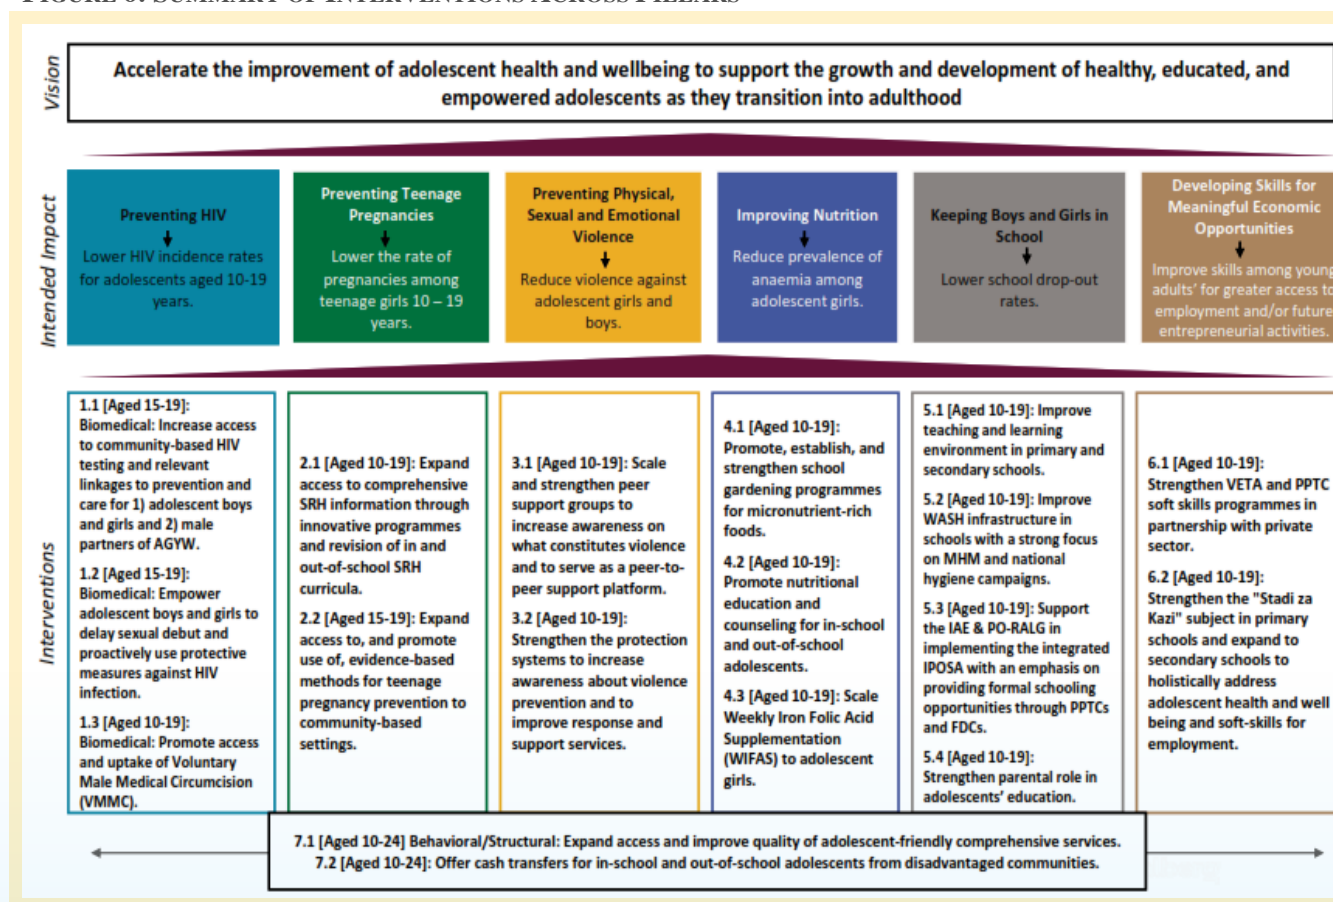 FIGURE 6: SUMMARY OF INTERVENTIONS ACROSS PILLARS
Vision
Accelerate the improvement of adolescent health and wellbeing to support the growth and development of healthy, educated, and
empowered adolescents as they transition into adulthood
Intended Impact
Preventing HIV
Lower HIV incidence rates
for adolescents aged 10-19
years.
Preventing Teenage
Pregnancies
Lower the rate of
pregnancies among
teenage girls 10 – 19
years.
Preventing Physical,
Sexual and Emotional
Violence
Reduce violence against
adolescent girls and
boys.
Improving Nutrition
Reduce prevalence of
anaemia among
adolescent girls.
Keeping Boys and Girls in
School
Lower school drop-out
rates.
Developing Skills for
Meaningful Economic
Opportunities
Improve skills among young
adults’ for greater access to
employment and/or future
entrepreneurial activities.
Interventions
1.1 [Aged 15-19]:
Biomedical: Increase access
to community-based HIV
testing and relevant
linkages to prevention and
care for 1) adolescent boys
and girls and 2) male
partners of AGYW.
1.2 [Aged 15-19]:
Biomedical: Empower
adolescent boys and girls to
delay sexual debut and
proactively use protective
measures against HIV
infection.
1.3 [Aged 10-19]:
Biomedical: Promote access
and uptake of Voluntary
Male Medical Circumcision
(VMMC).
2.1 [Aged 10-19]: Expand
access to comprehensive
SRH information through
innovative programmes
and revision of in and
out-of-school SRH
curricula.
2.2 [Aged 15-19]: Expand
access to, and promote
use of, evidence-based
methods for teenage
pregnancy prevention to
community-based
settings.
3.1 [Aged 10-19]: Scale
and strengthen peer
support groups to
increase awareness on
what constitutes violence
and to serve as a peer-to-
peer support platform.
3.2 [Aged 10-19]:
Strengthen the protection
systems to increase
awareness about violence
prevention and to
improve response and
support services.
4.1 [Aged 10-19]:
Promote, establish, and
strengthen school
gardening programmes
for micronutrient-rich
foods.
4.2 [Aged 10-19]:
Promote nutritional
education and
counseling for in-school
and out-of-school
adolescents.
4.3 [Aged 10-19]: Scale
Weekly Iron Folic Acid
Supplementation
(WIFAS) to adolescent
girls.
5.1 [Aged 10-19]: Improve
teaching and learning
environment in primary and
secondary schools.
5.2 [Aged 10-19]: Improve
WASH infrastructure in
schools with a strong focus
on MHM and national
hygiene campaigns.
5.3 [Aged 10-19]: Support
the IAE & PO-RALG in
implementing the integrated
IPOSA with an emphasis on
providing formal schooling
opportunities through PPTCs
and FDCs.
5.4 [Aged 10-19]:
Strengthen parental role in
adolescents’ education.
6.1 [Aged 10-19]:
Strengthen VETA and PPTC
soft skills programmes in
partnership with private
sector.
6.2 [Aged 10-19]:
Strengthen the "Stadi za
Kazi" subject in primary
schools and expand to
secondary schools to
holistically address
adolescent health and well
being and soft-skills for
employment.
7.1 [Aged 10-24] Behavioral/Structural: Expand access and improve quality of adolescent-friendly comprehensive services.
7.2 [Aged 10-24]: Offer cash transfers for in-school and out-of-school adolescents from disadvantaged communities.